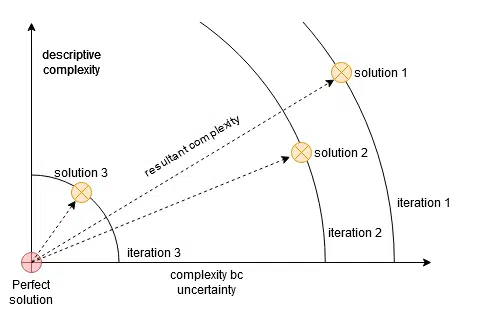 descriptive
complexity
solution 1
resultant complexity
solution 2
solution 3
iteration 1
iteration 2
iteration 3
complexity bc
uncertainty
Perfect
solution